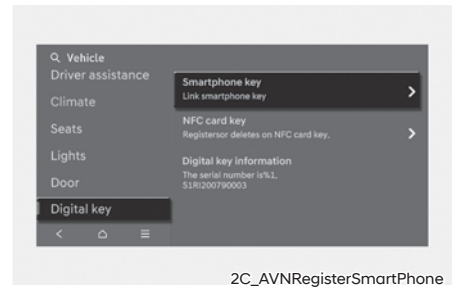 Vehicle
Driver assistance
Climate
Seats
Lights
Door
Digital key
Smartphone key
Link smartphone key
NFC card key
Registersor deletes on NFC card key.
Digital key information
The serial number is%1,
S1RI200790003
2C_AVNRegisterSmartPhone